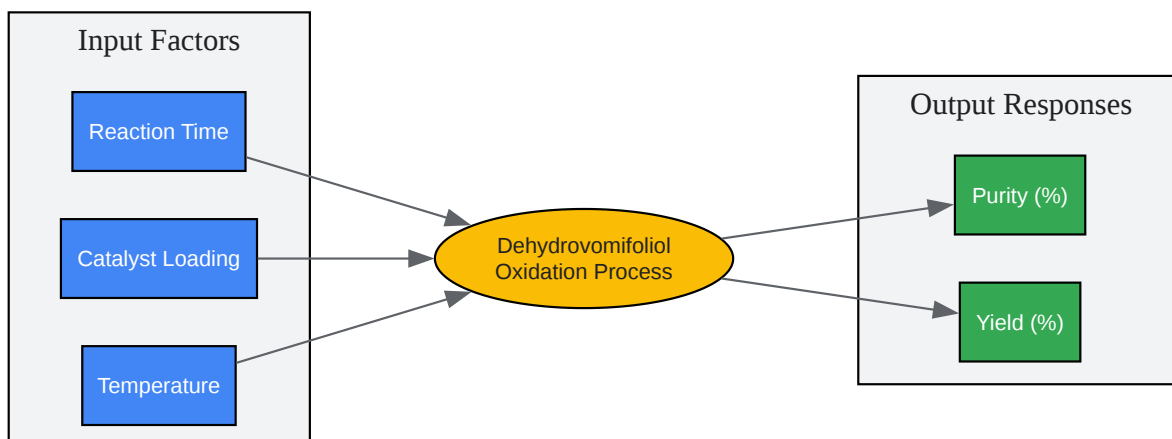 Input Factors
Reaction Time
Catalyst Loading
Temperature
Dehydrovomifoliol
Oxidation Process
Output Responses
Purity (%)
Yield (%)